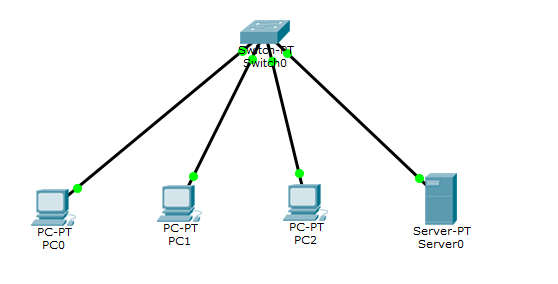 Switch-PT
Switch0
PC-PT
PC0
PC-PT
PC1
PC-PT
PC2
Server-PT
Server0